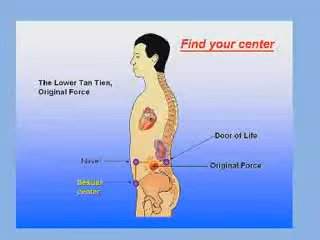 Find your center
The Lower Tan Tien,
Original Force
Door of Life
Navel
Original Force
Sexual
center